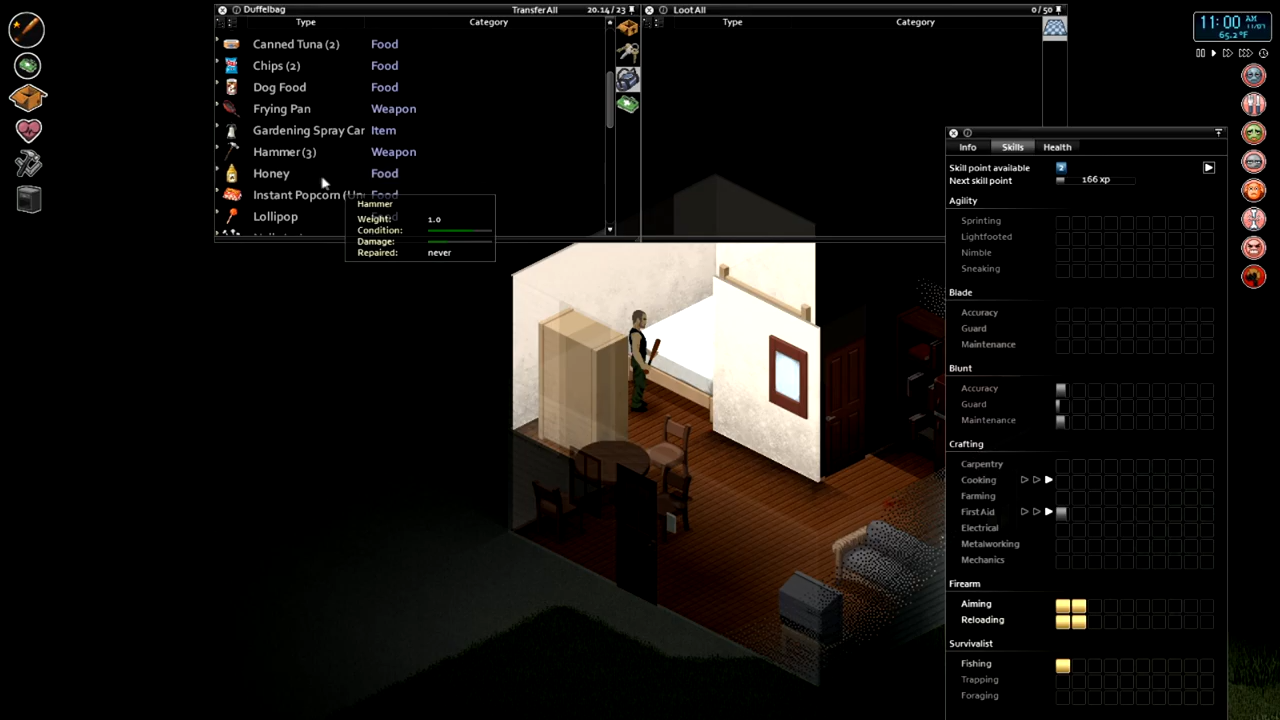 Duffelbag Transfer All 20.14 / 23
Type Category
Canned Tuna (2) Food
Chips (2) Food
Dog Food Food
Frying Pan Weapon
Gardening Spray Can Item
Hammer (3) Weapon
Honey Food
Instant Popcorn (Un Food
Lollipop
Hammer
Weight: 1.0
Condition:
Damage:
Repaired: never
Loot All 0 / 50
Type Category
11:00 AM
65.2°F
Info Skills Health
Skill point available 2
Next skill point 166 xp
Agility
Sprinting
Lightfooted
Nimble
Sneaking
Blade
Accuracy
Guard
Maintenance
Blunt
Accuracy
Guard
Maintenance
Crafting
Carpentry
Cooking
Farming
First Aid
Electrical
Metalworking
Mechanics
Firearm
Aiming
Reloading
Survivalist
Fishing
Trapping
Foraging